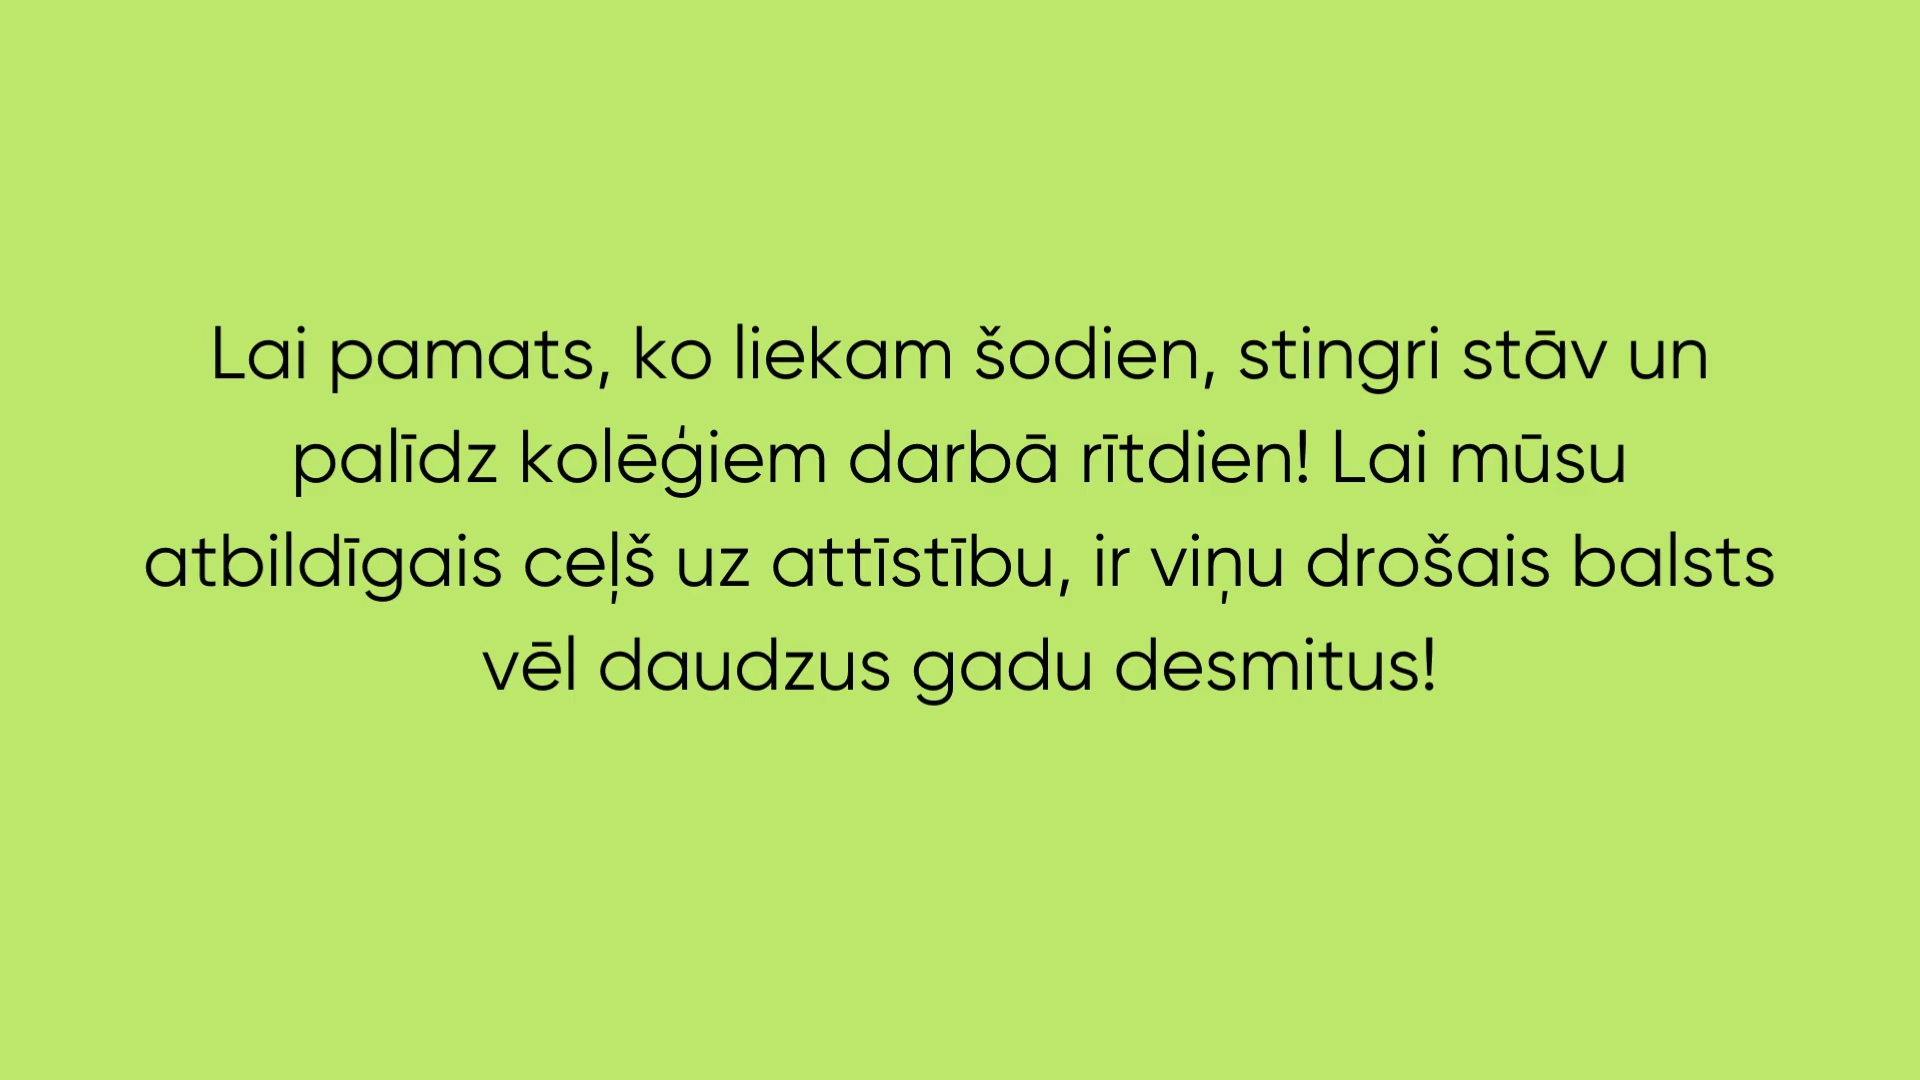 Lai pamats, ko liekam šodien, stingri stāv un
palīdz kolēģiem darbā rītdien! Lai mūsu
atbildīgais ceļš uz attīstību, ir viņu drošais balsts
vēl daudzus gadu desmitus!